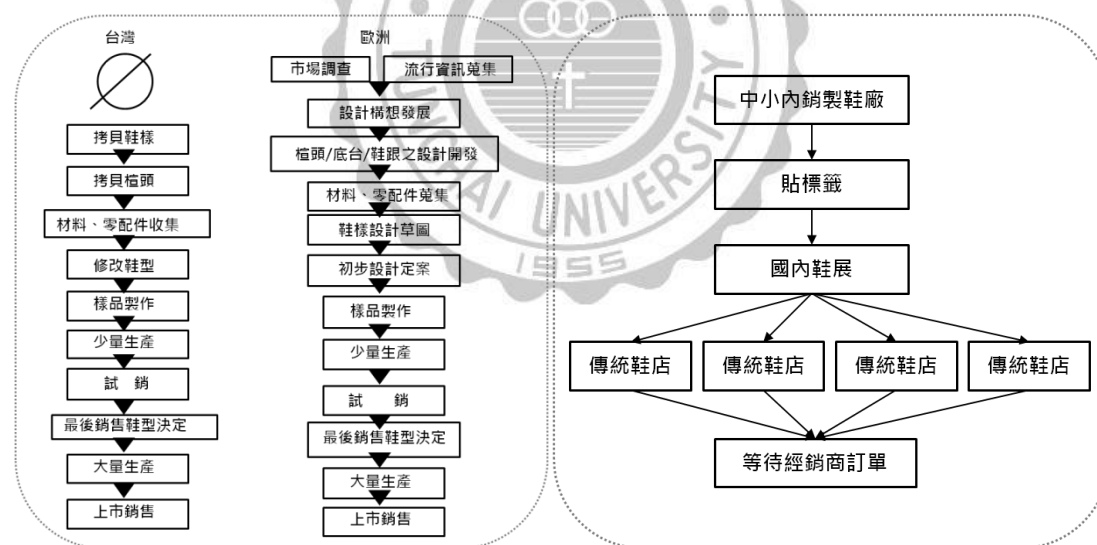 台灣
拷貝鞋樣
拷貝楦頭
材料、零配件收集
修改鞋型
樣品製作
少量生產
試 銷
最後銷售鞋型決定
大量生產
上市銷售
歐洲
市場調查
流行資訊蒐集
設計構想發展
楦頭/底台/鞋跟之設計開發
材料、零配件蒐集
鞋樣設計草圖
初步設計定案
樣品製作
少量生產
試 銷
最後銷售鞋型決定
大量生產
上市銷售
中小內銷製鞋廠
貼標籤
國內鞋展
傳統鞋店
傳統鞋店
傳統鞋店
傳統鞋店
等待經銷商訂單
UNIVERSITY
1955